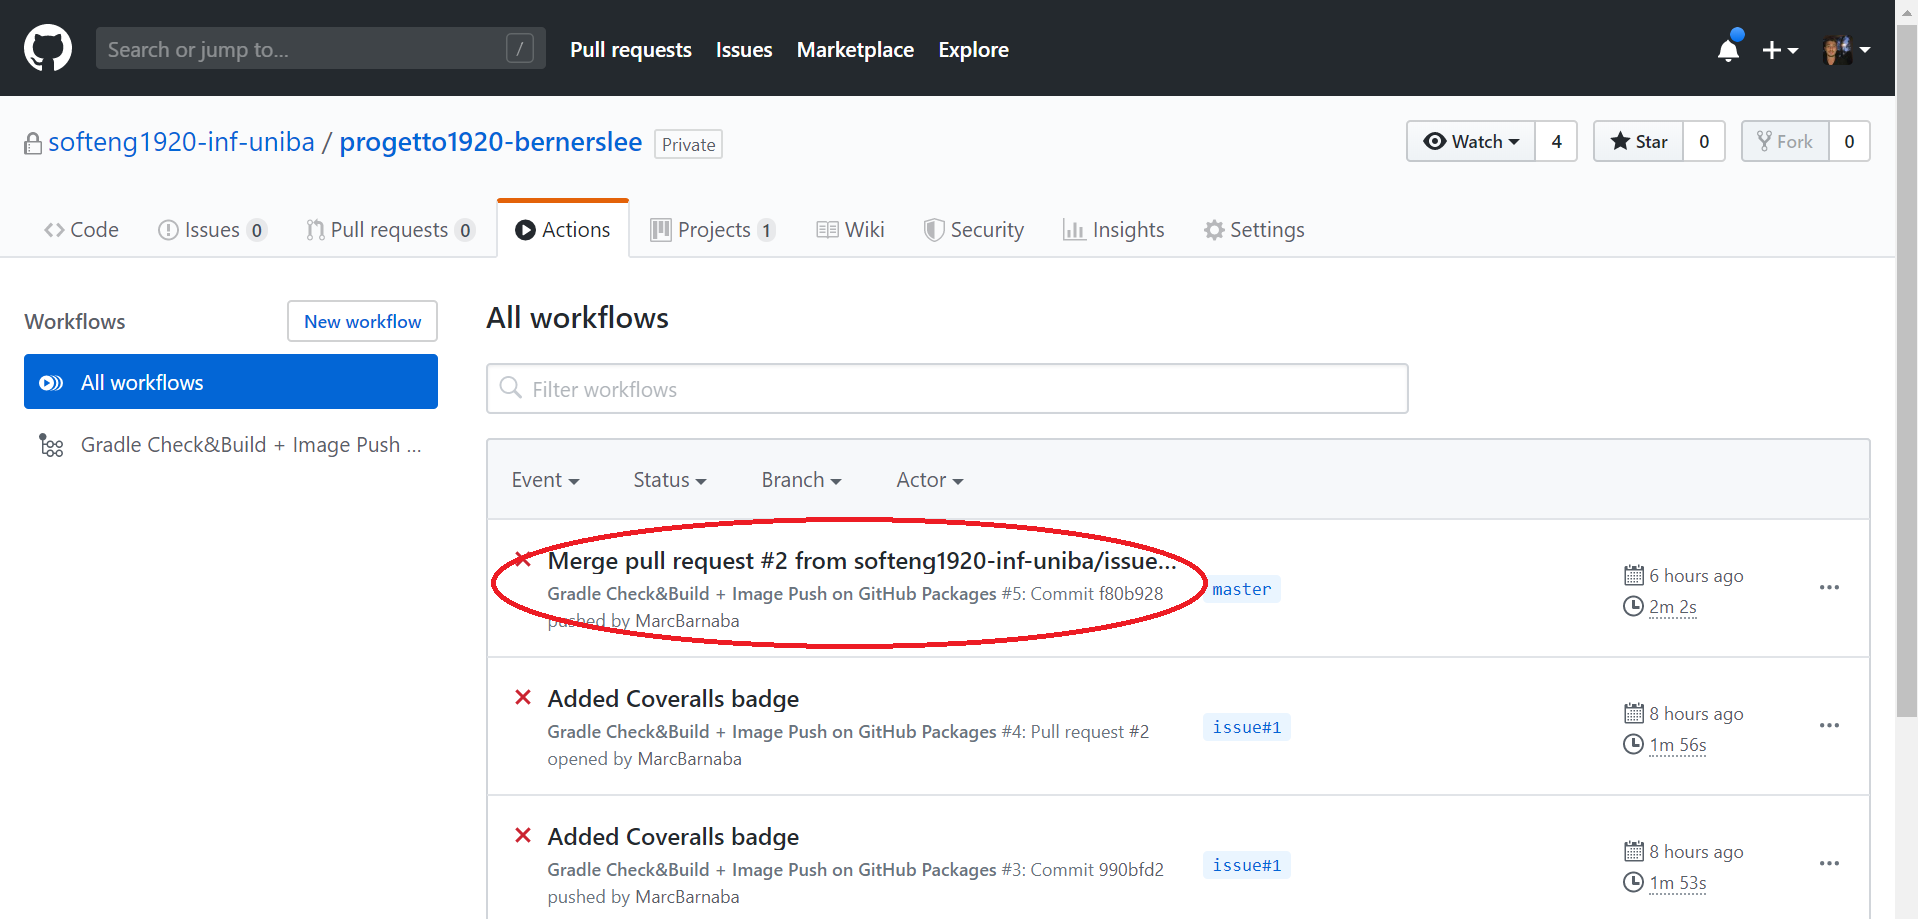 Search or jump to... /
Pull requests Issues Marketplace Explore
softeng1920-inf-uniba / progetto1920-bernerslee Private
Watch 4 Star 0 Fork 0
Code Issues 0 Pull requests 0 Actions Projects 1 Wiki Security Insights Settings
Workflows New workflow
All workflows
Gradle Check&Build + Image Push ...
All workflows
Filter workflows
Event Status Branch Actor
Merge pull request #2 from softeng1920-inf-uniba/issue...
Gradle Check&Build + Image Push on GitHub Packages #5: Commit f80b928
pushed by MarcBarnaba
master
6 hours ago
2m 2s
Added Coveralls badge
Gradle Check&Build + Image Push on GitHub Packages #4: Pull request #2
opened by MarcBarnaba
issue#1
8 hours ago
1m 56s
Added Coveralls badge
Gradle Check&Build + Image Push on GitHub Packages #3: Commit 990bfd2
pushed by MarcBarnaba
issue#1
8 hours ago
1m 53s